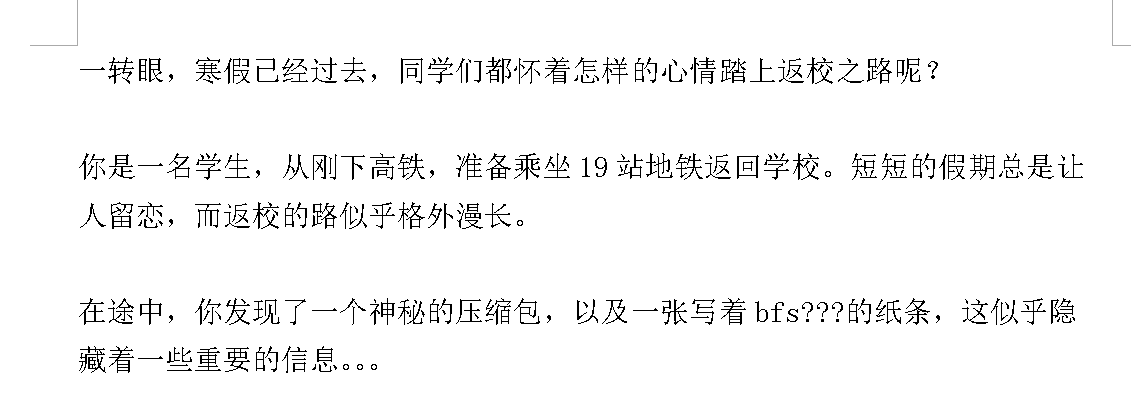 一转眼，寒假已经过去，同学们都怀着怎样的心情踏上返校之路呢？
你是一名学生，从刚下高铁，准备乘坐 19 站地铁返回学校。短短的假期总是让
人留恋，而返校的路似乎格外漫长。
在途中，你发现了一个神秘的压缩包，以及一张写着 bfs???的纸条，这似乎隐
藏着一些重要的信息。。。